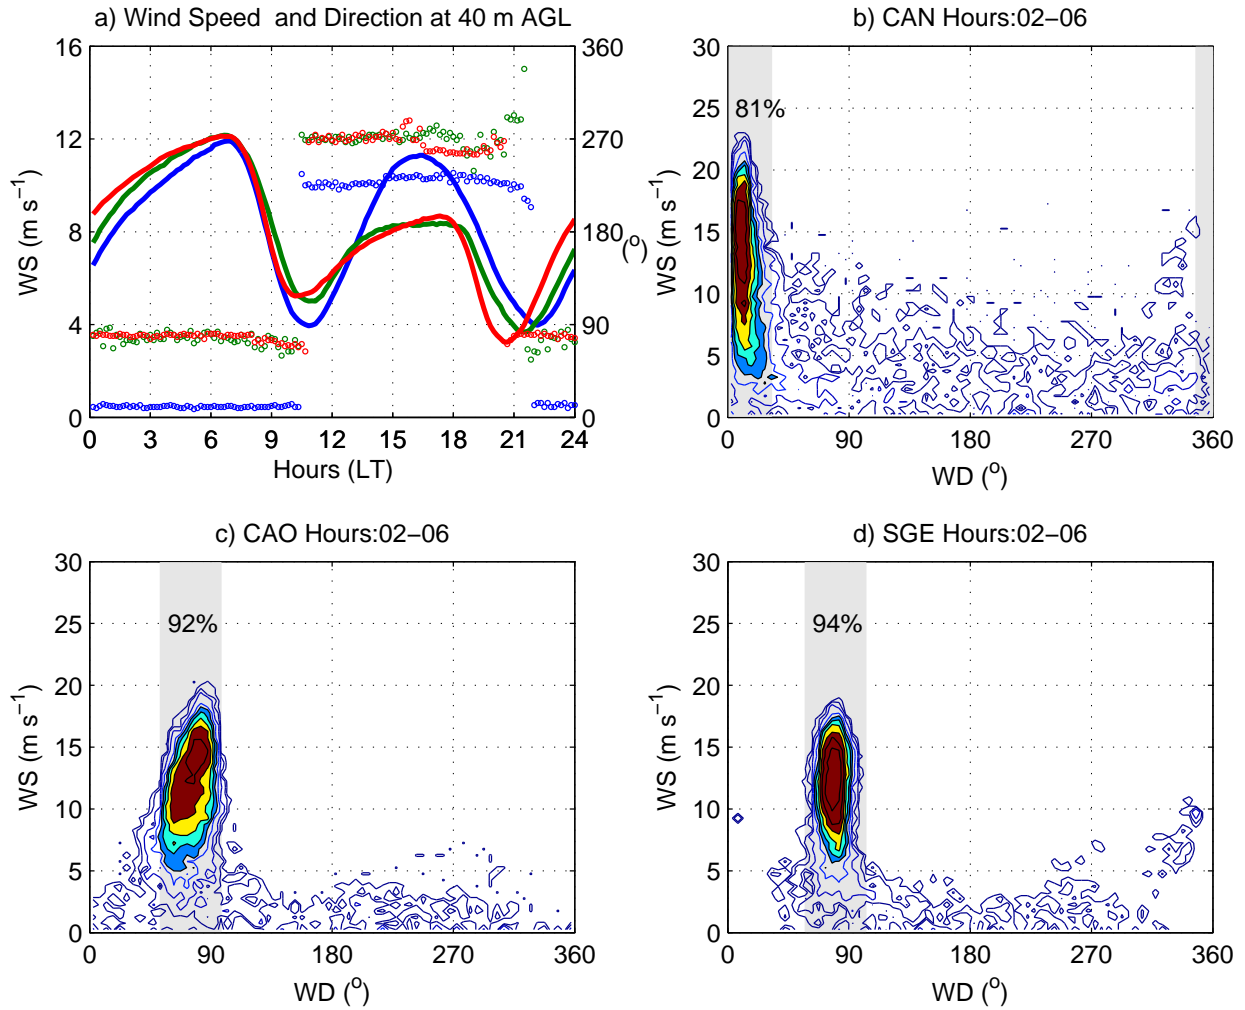 a) Wind Speed  and Direction at 40 m AGL
16
12
8
4
0
WS (m s⁻¹)
360
270
180
90
0
(°)
0 3 6 9 12 15 18 21 24
Hours (LT)
b) CAN Hours:02−06
81%
30
25
20
15
10
5
0
WS (m s⁻¹)
0 90 180 270 360
WD (°)
c) CAO Hours:02−06
92%
30
25
20
15
10
5
0
WS (m s⁻¹)
0 90 180 270 360
WD (°)
d) SGE Hours:02−06
94%
30
25
20
15
10
5
0
WS (m s⁻¹)
0 90 180 270 360
WD (°)